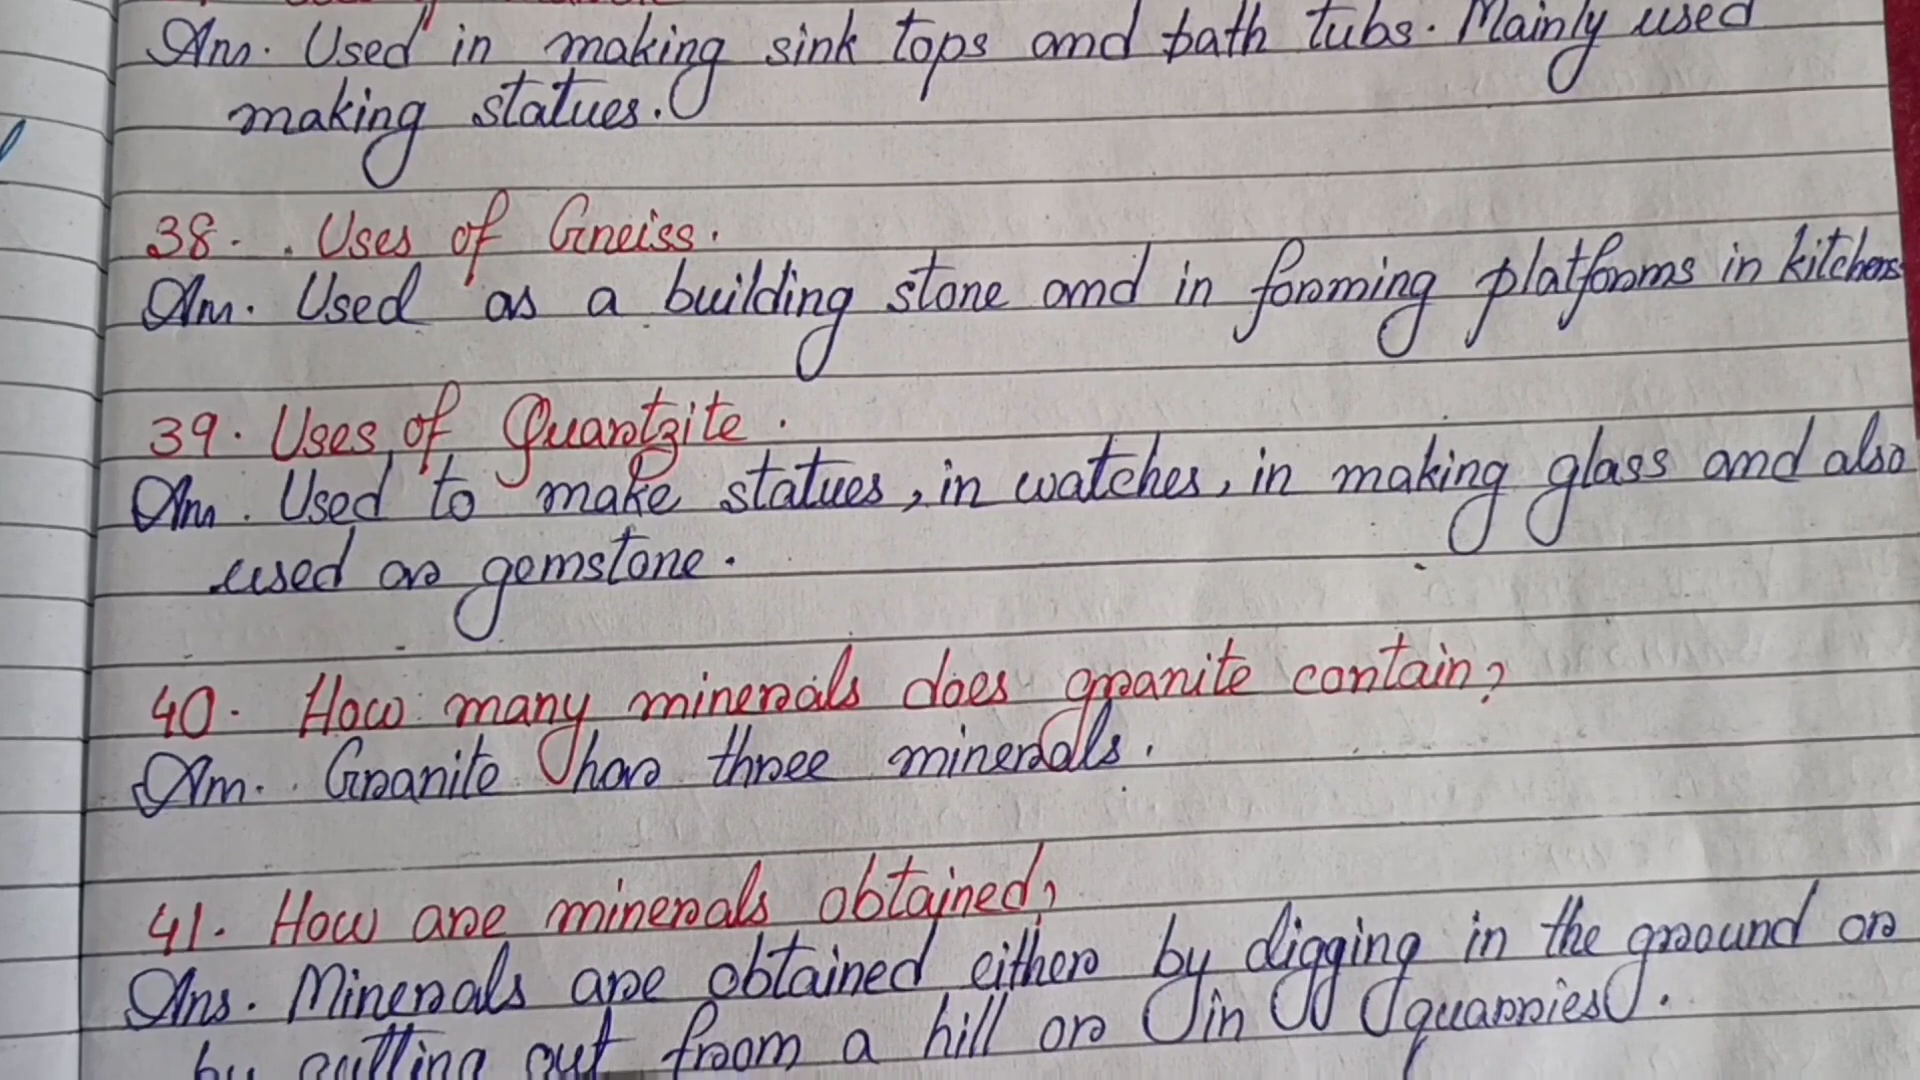 Ans. Used in making sink tops and bath tubs. Mainly used
making statues.
38. Uses of Gneiss.
Ans. Used as a building stone and in forming platforms in kitchens
39. Uses of Quartzite.
Ans. Used to make statues, in watches, in making glass and also
used as gemstone.
40. How many minerals does granite contain?
Ans. Granite has three minerals.
41. How are minerals obtained?
Ans. Minerals are obtained either by digging in the ground or
by cutting out from a hill or in quarries.